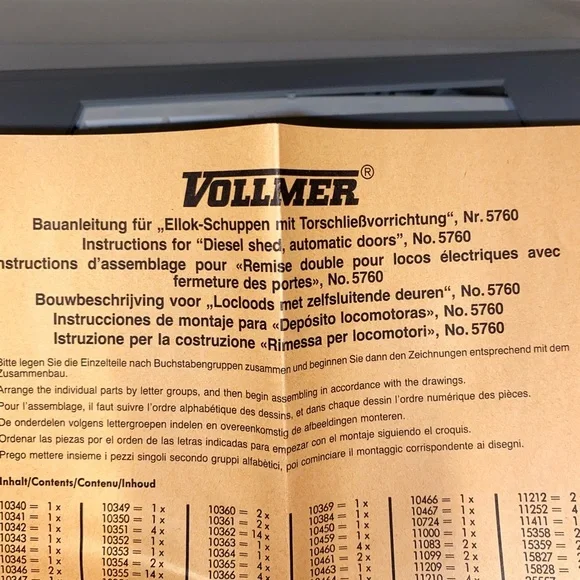 VOLLMER®
Bauanleitung für „Ellok-Schuppen mit Torschließvorrichtung“, Nr. 5760
Instructions for “Diesel shed, automatic doors”, No. 5760
nstructions d’assemblage pour «Remise double pour locos électriques avec
fermeture des portes», No. 5760
Bouwbeschrijving voor „Locloods met zelfsluitende deuren“, No. 5760
Instrucciones de montaje para «Depósito locomotoras», No. 5760
Istruzione per la costruzione «Rimessa per locomotori», No. 5760
Bitte legen Sie die Einzelteile nach Buchstabengruppen zusammen und beginnen Sie dann den Zeichnungen entsprechend mit dem
Zusammenbau.
Arrange the individual parts by letter groups, and then begin assembling in accordance with the drawings.
Pour l’assemblage, il faut suivre l’ordre alphabétique des dessins, et dans chaque dessin l’ordre numérique des pièces.
De onderdelen volgens lettergroepen indelen en overeenkomstig de afbeeldingen monteren.
Ordenar las piezas por el orden de las letras indicadas para empezar con el montaje siguiendo el croquis.
Prego mettere insieme i pezzi singoli secondo gruppi alfabètici, poi cominciare il montaggic corrispondente ai disegni.
Inhalt/Contents/Contenu/Inhoud
10340 = 1 x 10349 = 1 x 10360 = 2 x 10369 = 1 x 10466 = 1 x 11212 = 2
10341 = 1 x 10350 = 1 x 10361 = 2 x 10384 = 1 x 10467 = 1 x 11252 = 4
10342 = 1 x 10351 = 4 x 10362 = 14 x 10450 = 1 x 10724 = 1 x 11411 = 1
10343 = 1 x 10352 = 1 x 10363 = 1 x 10459 = 1 x 11000 = 1 x 15358 =
10344 = 1 x 10353 = 1 x 10364 = 1 x 10460 = 4 x 11083 = 2 x 15359 =
10345 = 1 x 10354 = 2 x 10365 = 1 x 10461 = 1 x 11099 = 2 x 15827 =
10346 = 2 x 10355 = 14 x 10366 = 4 x 10463 = 1 x 11209 = 1 x 15828 =